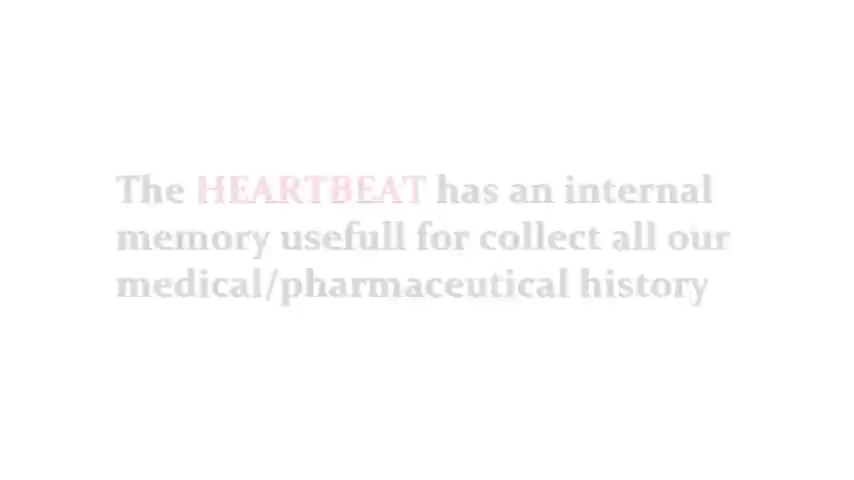 The HEARTBEAT has an internal
memory usefull for collect all our
medical/pharmaceutical history